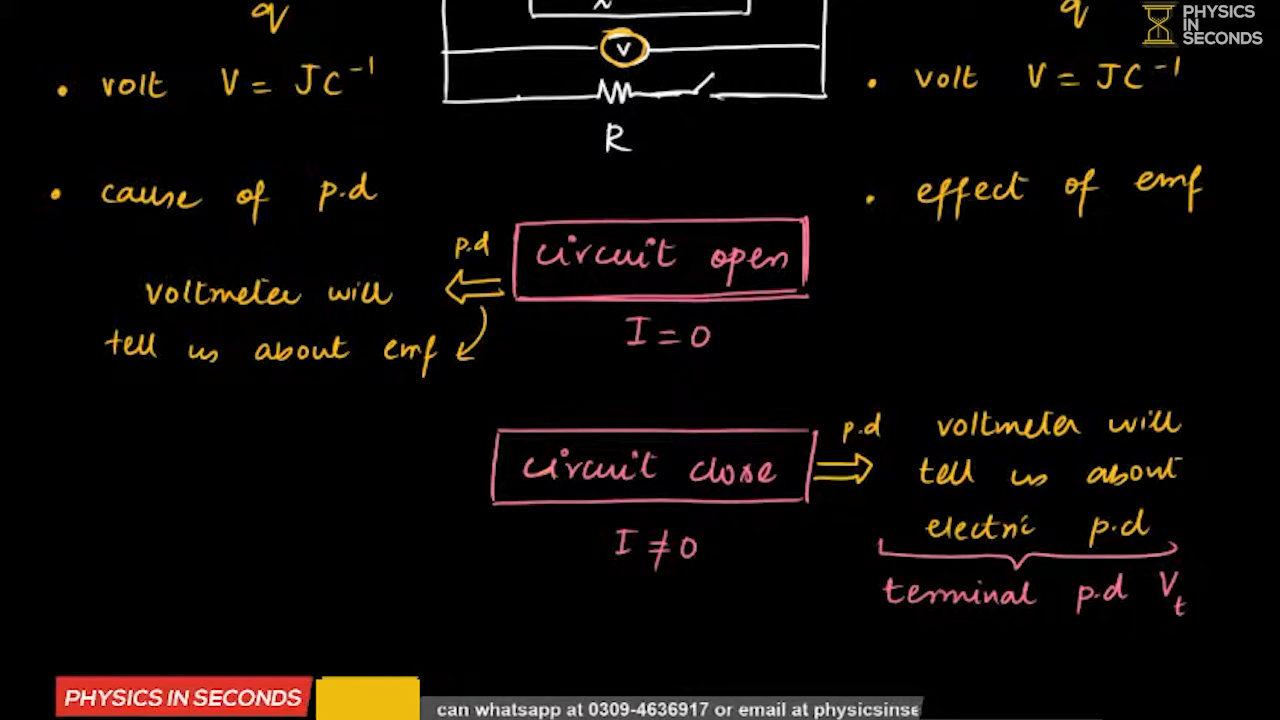 q
q
PHYSICS
IN
SECONDS
V
• volt V = JC⁻¹
• volt V = JC⁻¹
R
• cause of p.d
• effect of emf
circuit open
p.d
voltmeter will
tell us about emf
I = 0
circuit close
p.d
voltmeter will
tell us about
electric p.d
I ≠ 0
terminal p.d Vₜ
PHYSICS IN SECONDS
can whatsapp at 0309-4636917 or email at physicsinse